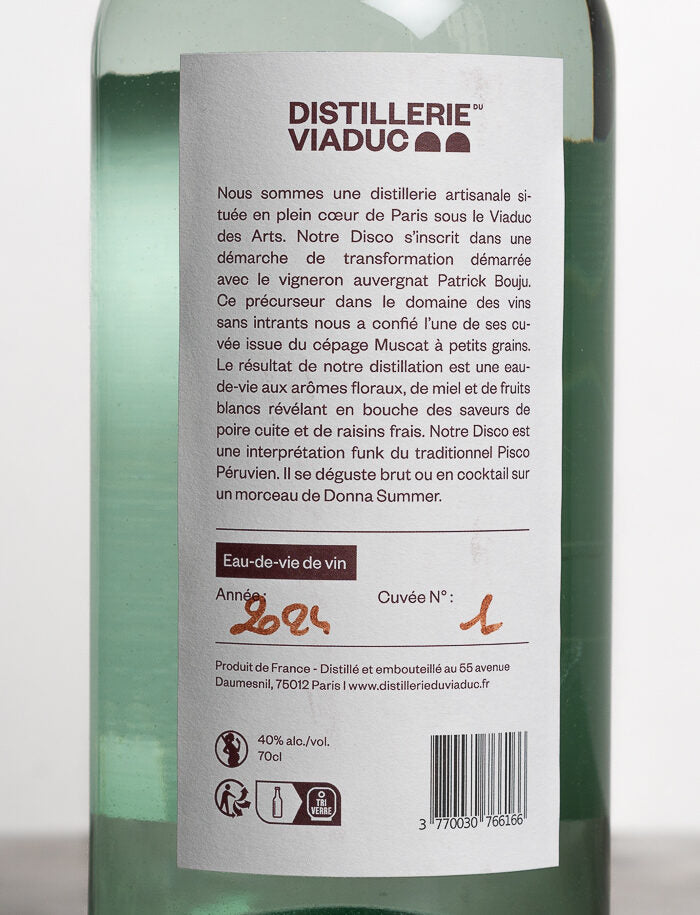 DISTILLERIE DU
VIADUC
Nous sommes une distillerie artisanale si-
tuée en plein cœur de Paris sous le Viaduc
des Arts. Notre Disco s'inscrit dans une
démarche de transformation démarrée
avec le vigneron auvergnat Patrick Bouju.
Ce précurseur dans le domaine des vins
sans intrants nous a confié l'une de ses cu-
vée issue du cépage Muscat à petits grains.
Le résultat de notre distillation est une eau-
de-vie aux arômes floraux, de miel et de fruits
blancs révélant en bouche des saveurs de
poire cuite et de raisins frais. Notre Disco est
une interprétation funk du traditionnel Pisco
Péruvien. Il se déguste brut ou en cocktail sur
un morceau de Donna Summer.
Eau-de-vie de vin
Année : 2024 Cuvée N° : 1
Produit de France - Distillé et embouteillé au 55 avenue
Daumesnil, 75012 Paris I www.distillerieduviaduc.fr
40% alc./vol.
70cl
TRI
VERRE
3 770030 766166